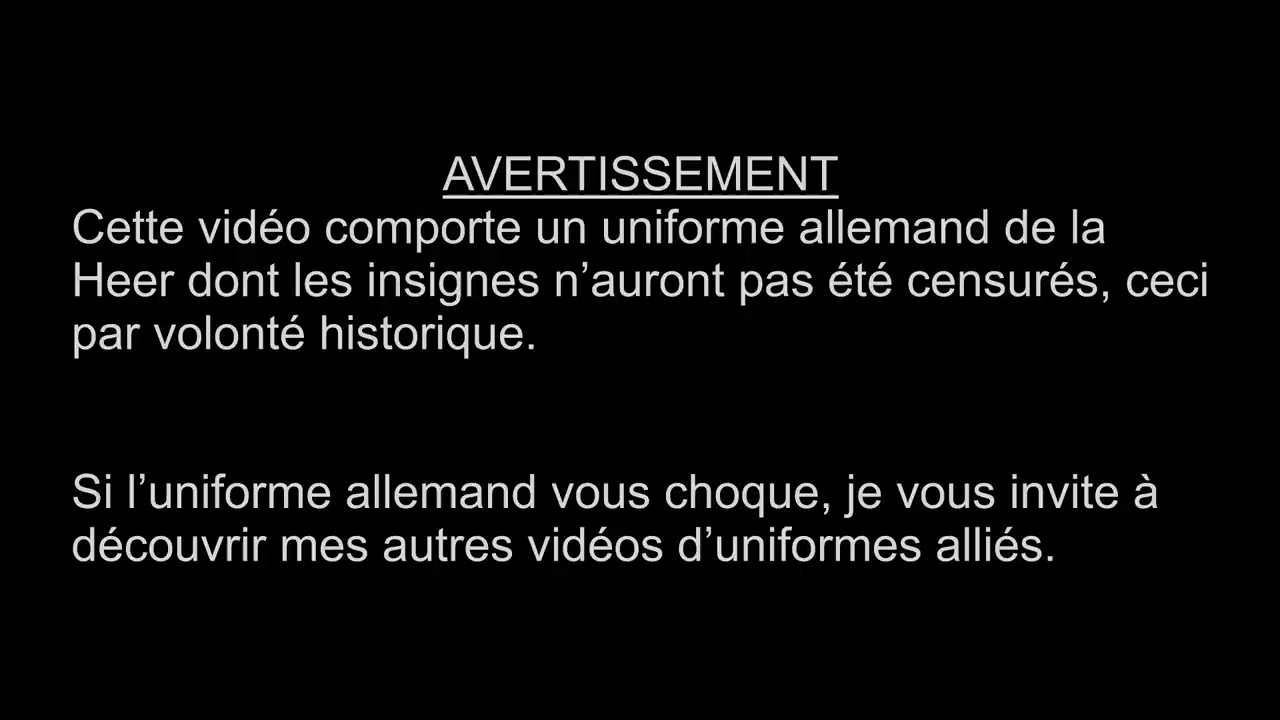 AVERTISSEMENT
Cette vidéo comporte un uniforme allemand de la
Heer dont les insignes n’auront pas été censurés, ceci
par volonté historique.
Si l’uniforme allemand vous choque, je vous invite à
découvrir mes autres vidéos d’uniformes alliés.